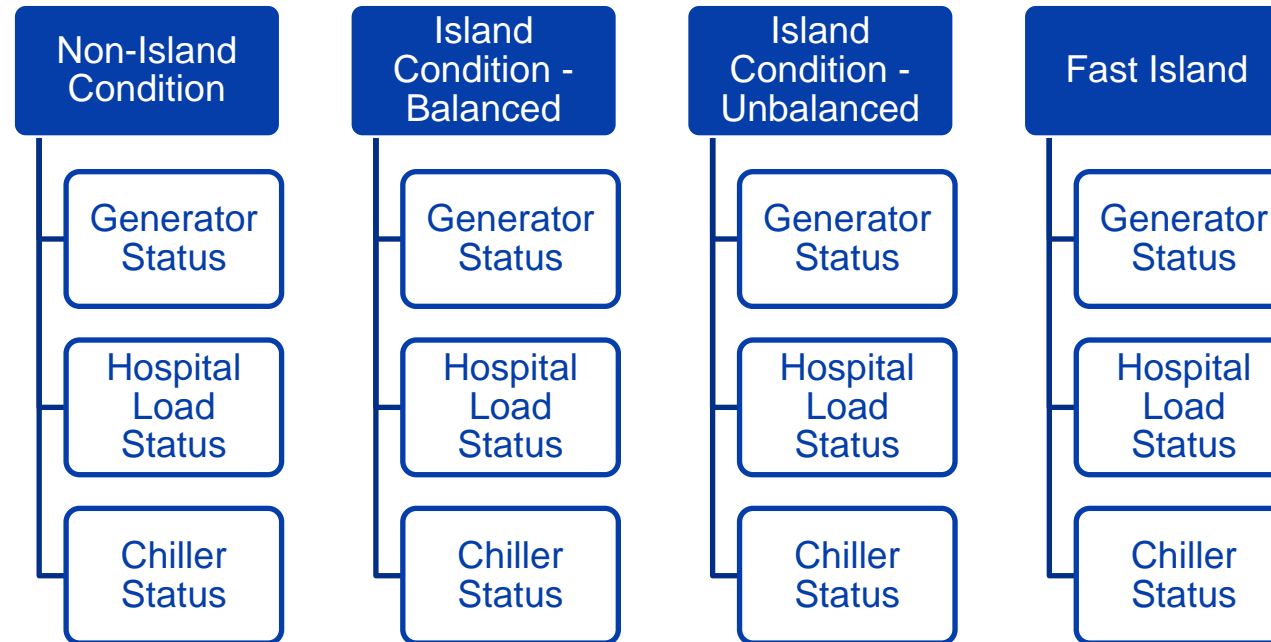 Non-Island
Condition
Generator
Status
Hospital
Load
Status
Chiller
Status
Island
Condition -
Balanced
Generator
Status
Hospital
Load
Status
Chiller
Status
Island
Condition -
Unbalanced
Generator
Status
Hospital
Load
Status
Chiller
Status
Fast Island
Generator
Status
Hospital
Load
Status
Chiller
Status